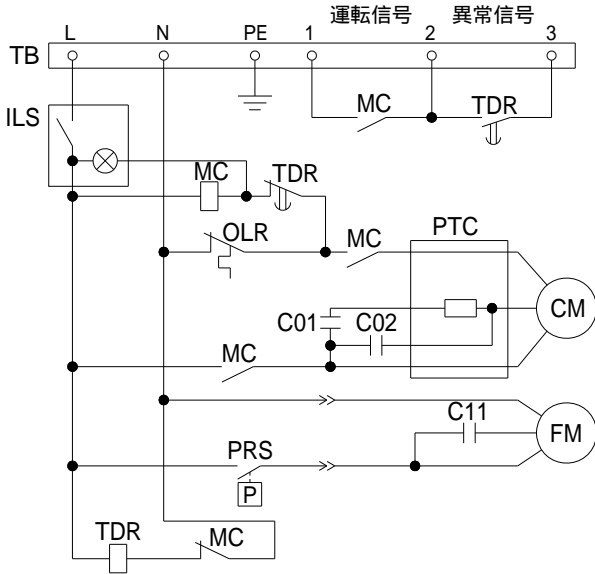 運転信号 異常信号
L N PE 1 2 3
TB
MC TDR
ILS
MC TDR
OLR MC PTC
C01 C02 CM
MC
C11
FM
PRS
P
TDR MC